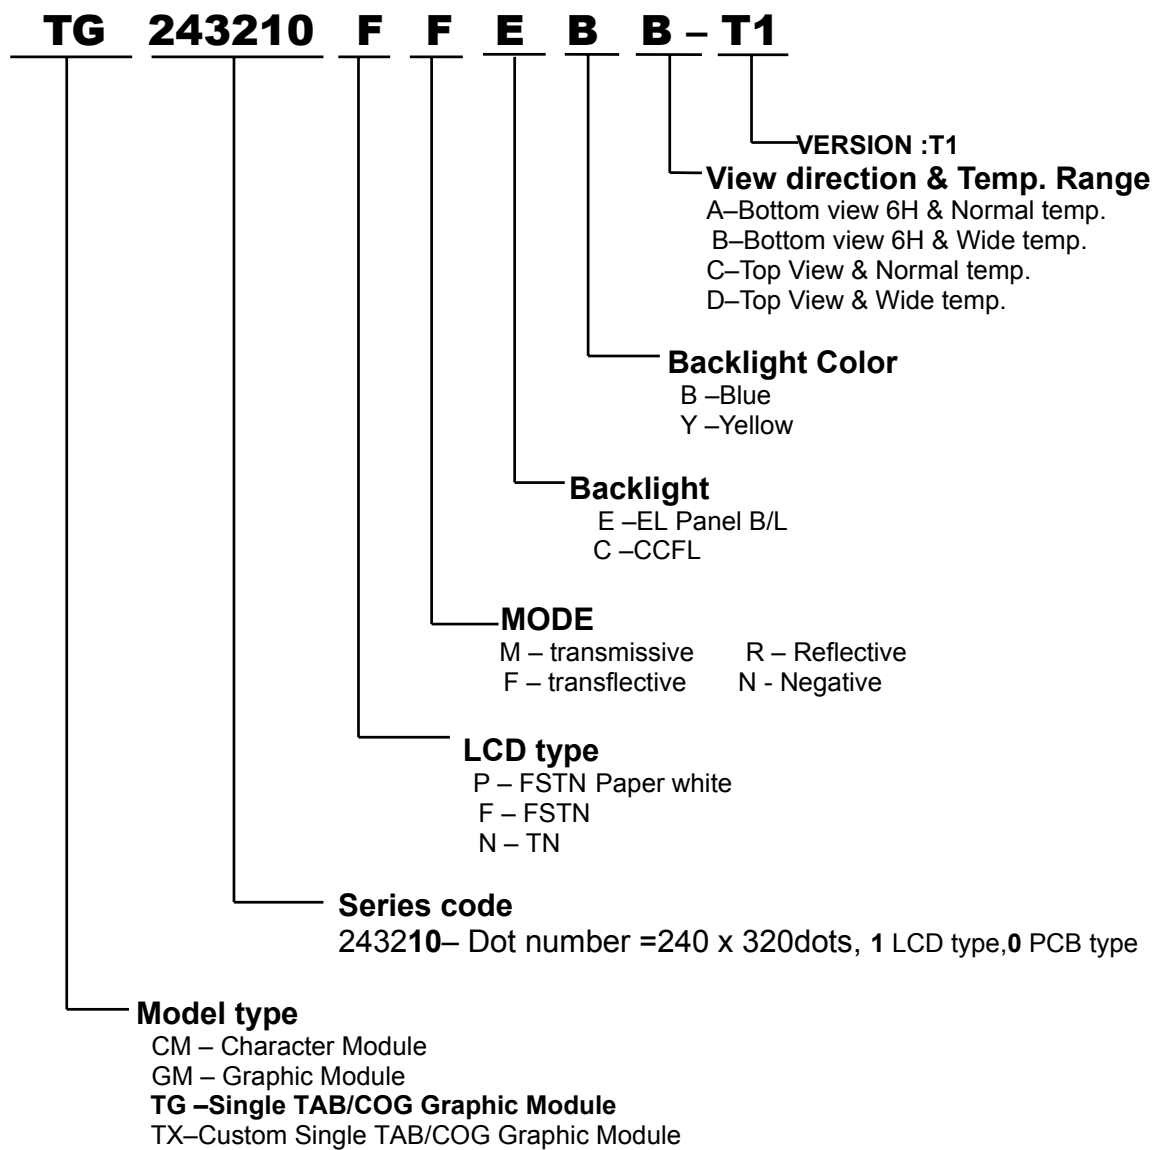 TG 243210 F F E B B – T1
VERSION :T1
View direction & Temp. Range
A–Bottom view 6H & Normal temp.
B–Bottom view 6H & Wide temp.
C–Top View & Normal temp.
D–Top View & Wide temp.
Backlight Color
B –Blue
Y –Yellow
Backlight
E –EL Panel B/L
C –CCFL
MODE
M – transmissive R – Reflective
F – transflective N - Negative
LCD type
P – FSTN Paper white
F – FSTN
N – TN
Series code
243210– Dot number =240 x 320dots, 1 LCD type,0 PCB type
Model type
CM – Character Module
GM – Graphic Module
TG –Single TAB/COG Graphic Module
TX–Custom Single TAB/COG Graphic Module